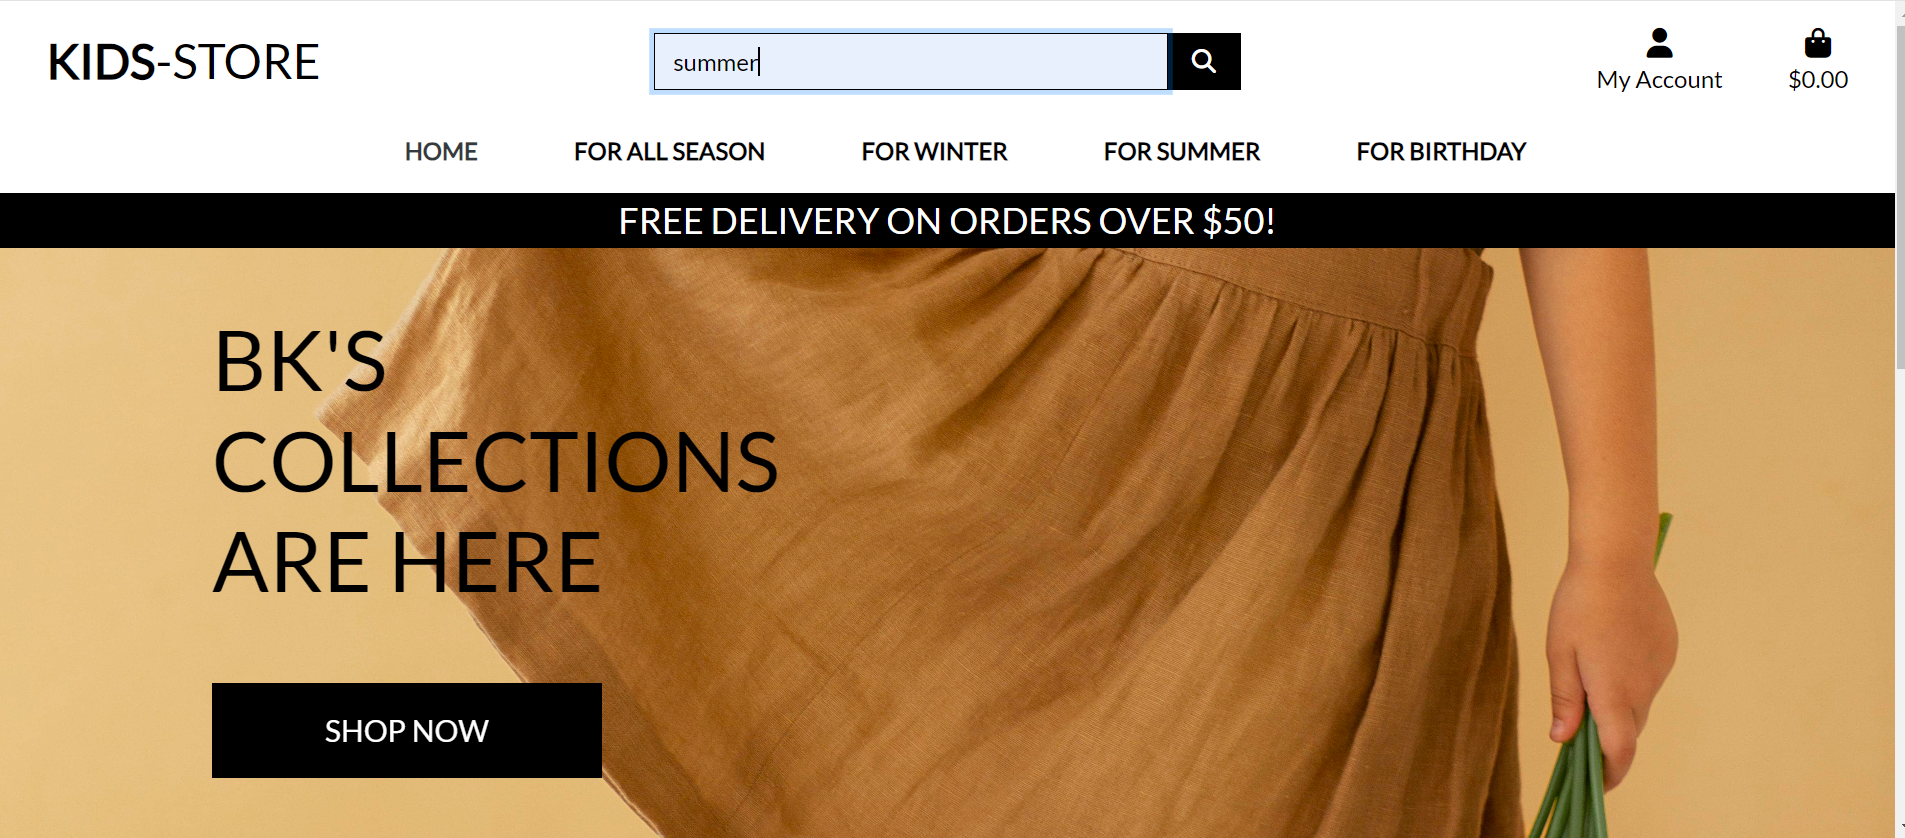 KIDS-STORE
summer
My Account
$0.00
HOME
FOR ALL SEASON
FOR WINTER
FOR SUMMER
FOR BIRTHDAY
FREE DELIVERY ON ORDERS OVER $50!
BK'S
COLLECTIONS
ARE HERE
SHOP NOW